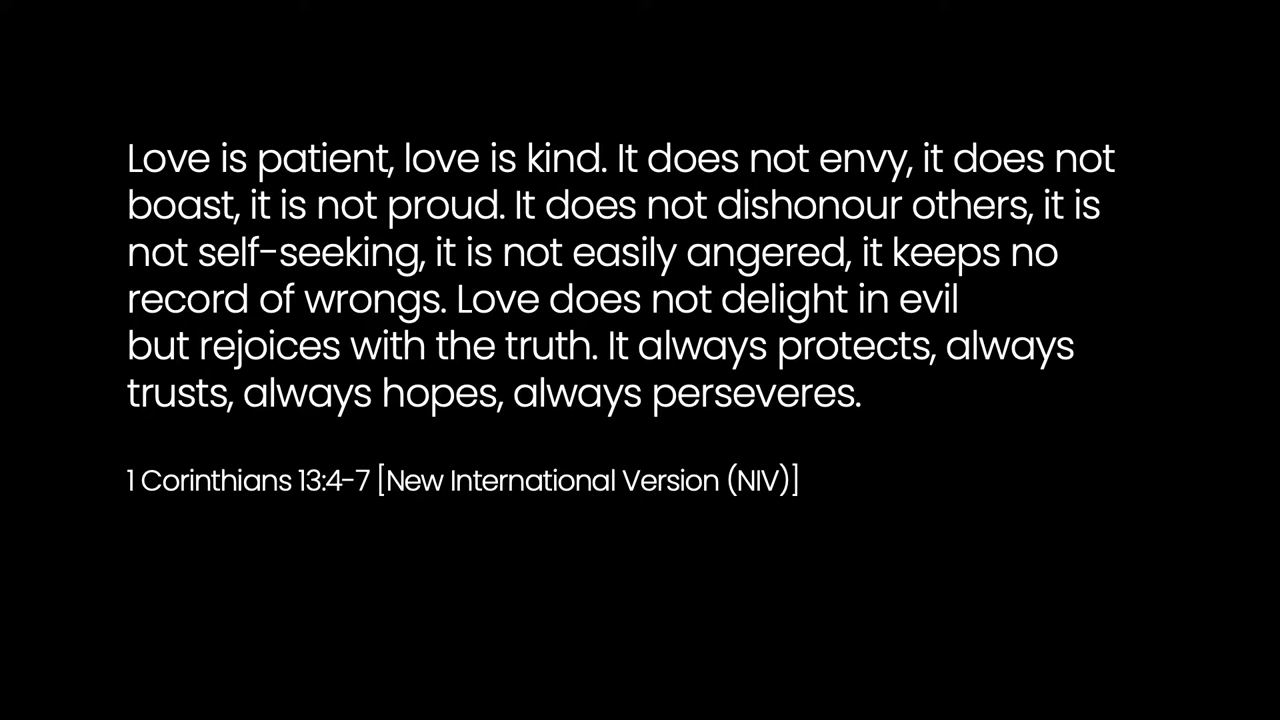 Love is patient, love is kind. It does not envy, it does not
boast, it is not proud. It does not dishonour others, it is
not self-seeking, it is not easily angered, it keeps no
record of wrongs. Love does not delight in evil
but rejoices with the truth. It always protects, always
trusts, always hopes, always perseveres.
1 Corinthians 13:4-7 [New International Version (NIV)]